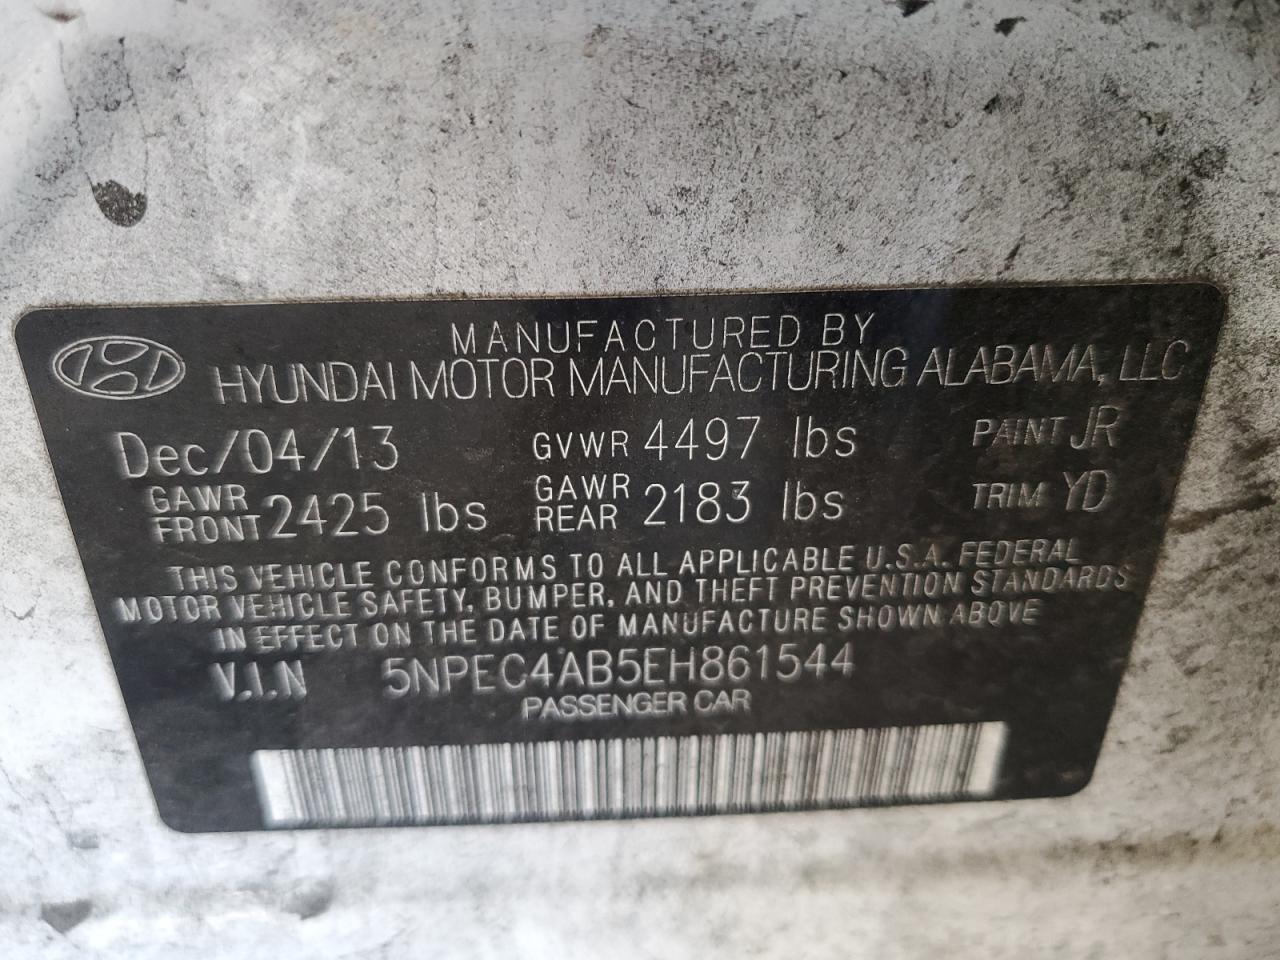 MANUFACTURED BY
HYUNDAI MOTOR MANUFACTURING ALABAMA, LLC
Dec/04/13 GVWR 4497 lbs PAINT JR
GAWR FRONT 2425 lbs GAWR REAR 2183 lbs TRIM YD
THIS VEHICLE CONFORMS TO ALL APPLICABLE U.S.A. FEDERAL
MOTOR VEHICLE SAFETY, BUMPER, AND THEFT PREVENTION STANDARDS
IN EFFECT ON THE DATE OF MANUFACTURE SHOWN ABOVE
V.I.N 5NPEC4AB5EH861544
PASSENGER CAR